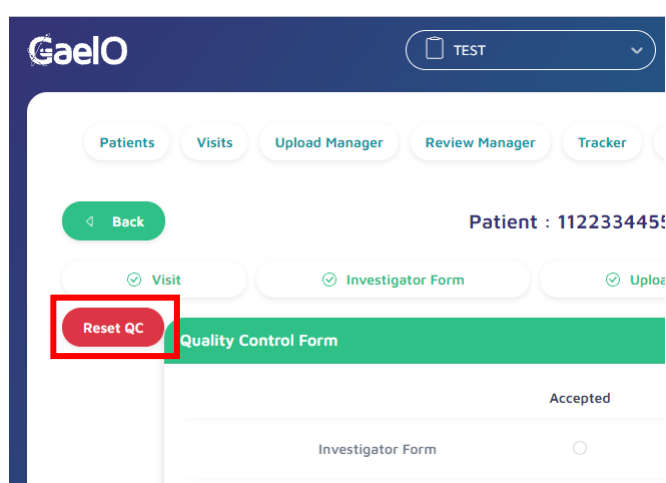 GaelO
TEST
Patients Visits Upload Manager Review Manager Tracker
Back
Patient : 1122334455
Visit Investigator Form
Reset QC
Quality Control Form
Accepted
Investigator Form